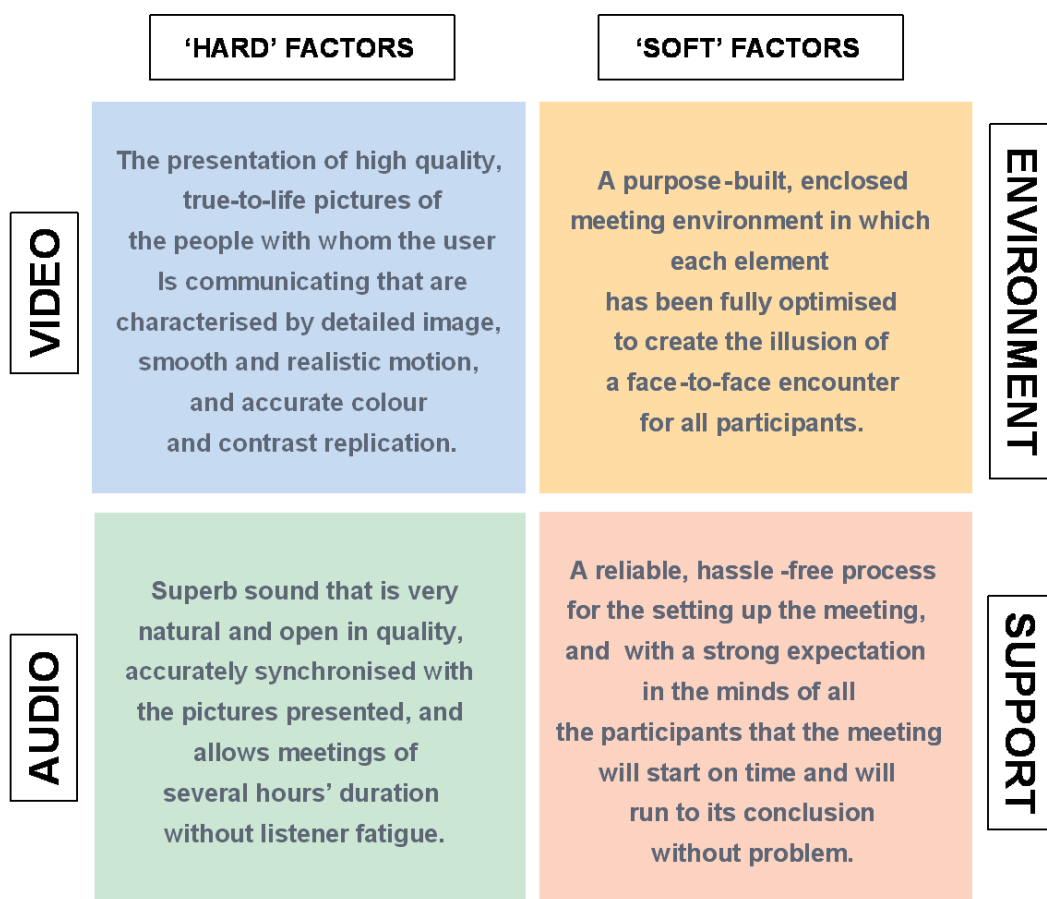 ‘HARD’ FACTORS
‘SOFT’ FACTORS
VIDEO
The presentation of high quality,
true-to-life pictures of
the people with whom the user
Is communicating that are
characterised by detailed image,
smooth and realistic motion,
and accurate colour
and contrast replication.
A purpose-built, enclosed
meeting environment in which
each element
has been fully optimised
to create the illusion of
a face-to-face encounter
for all participants.
ENVIRONMENT
AUDIO
Superb sound that is very
natural and open in quality,
accurately synchronised with
the pictures presented, and
allows meetings of
several hours’ duration
without listener fatigue.
A reliable, hassle -free process
for the setting up the meeting,
and with a strong expectation
in the minds of all
the participants that the meeting
will start on time and will
run to its conclusion
without problem.
SUPPORT